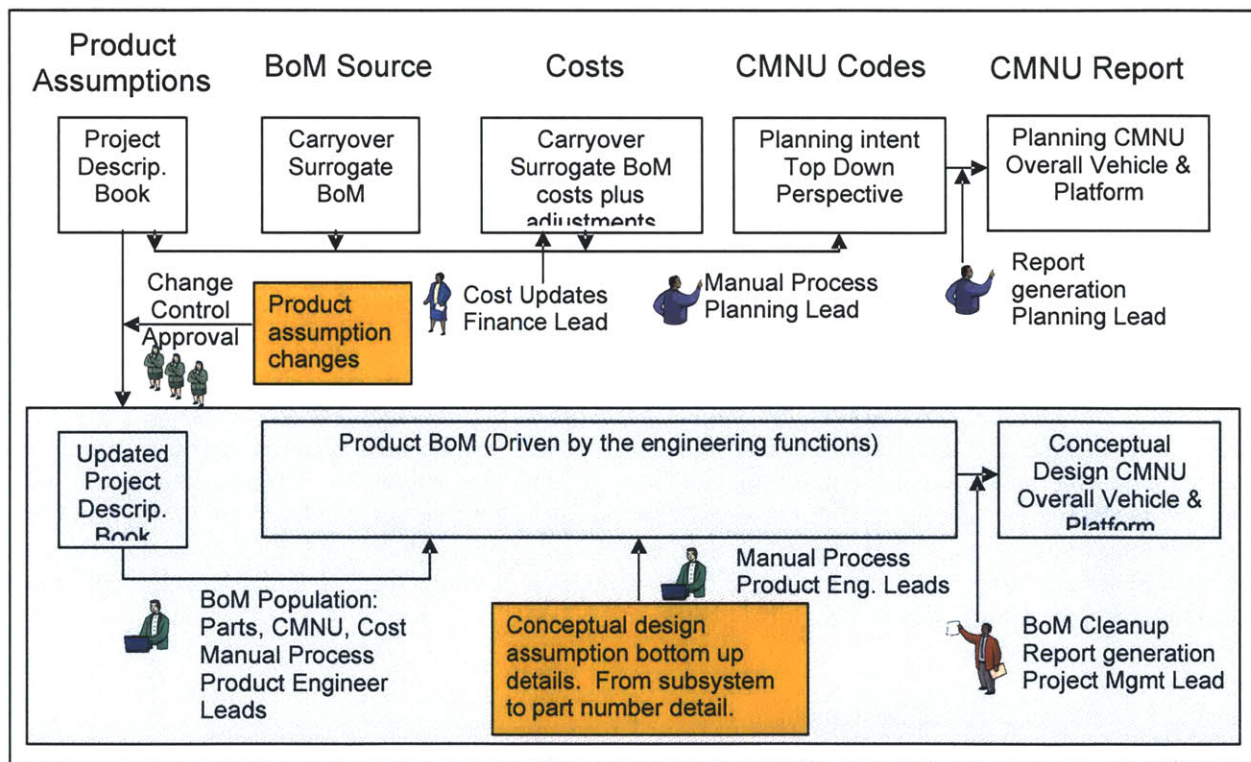 Product
Assumptions
BoM Source
Costs
CMNU Codes
CMNU Report
Project
Descrip.
Book
Carryover
Surrogate
BoM
Carryover
Surrogate BoM
costs plus
adjustments
Planning intent
Top Down
Perspective
Planning CMNU
Overall Vehicle &
Platform
Change
Control
Approval
Product
assumption
changes
Cost Updates
Finance Lead
Manual Process
Planning Lead
Report
generation
Planning Lead
Updated
Project
Descrip.
Book
Product BoM (Driven by the engineering functions)
Conceptual
Design CMNU
Overall Vehicle &
Platform
BoM Population:
Parts, CMNU, Cost
Manual Process
Product Engineer
Leads
Manual Process
Product Eng. Leads
Conceptual design
assumption bottom up
details.  From subsystem
to part number detail.
BoM Cleanup
Report generation
Project Mgmt Lead